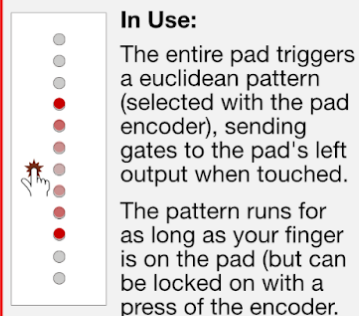 In Use:
The entire pad triggers
a euclidean pattern
(selected with the pad
encoder), sending
gates to the pad's left
output when touched.
The pattern runs for
as long as your finger
is on the pad (but can
be locked on with a
press of the encoder.